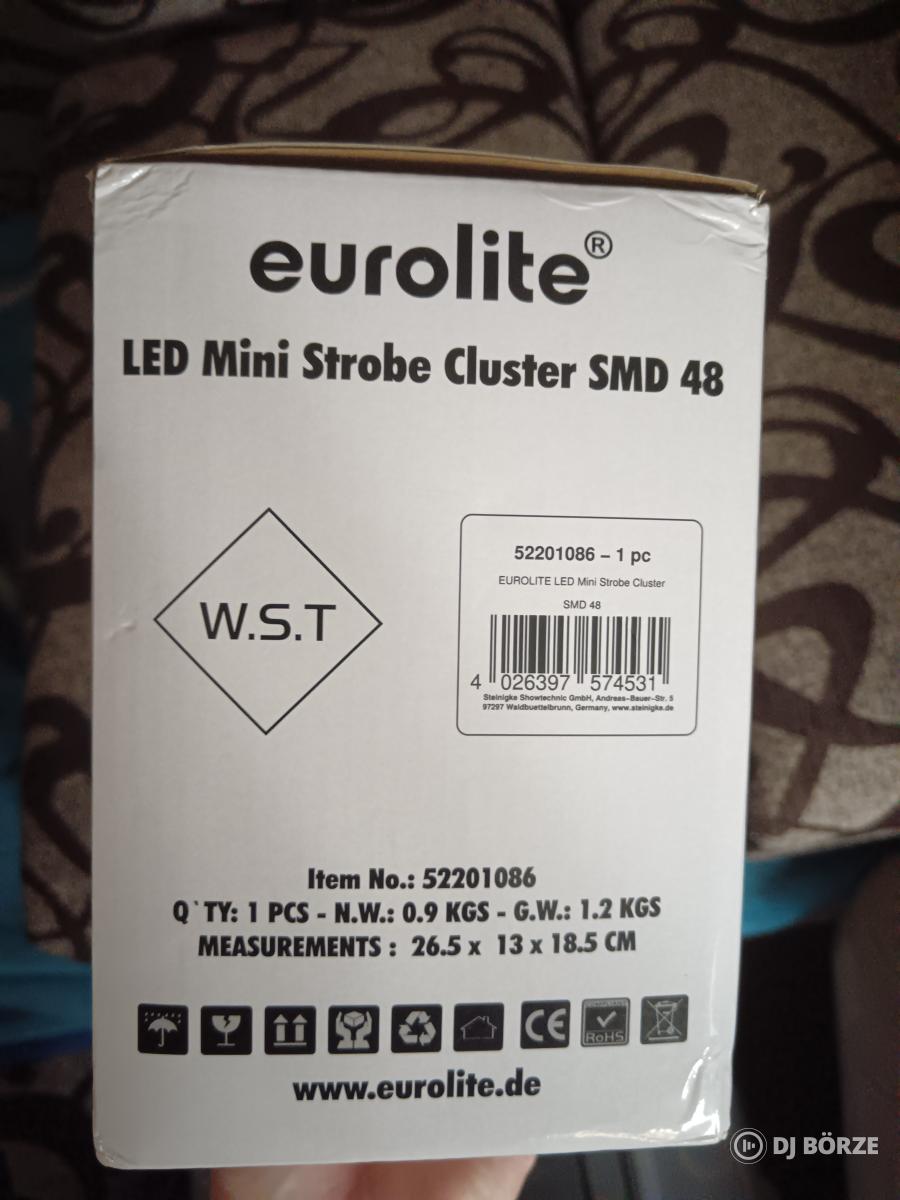 eurolite®
LED Mini Strobe Cluster SMD 48
W.S.T
52201086 – 1 pc
EUROLITE LED Mini Strobe Cluster
SMD 48
4 026397 574531
Steinigke Showtechnic GmbH, Andreas-Bauer-Str. 5
97297 Waldbuettelbrunn, Germany, www.steinigke.de
Item No.: 52201086
Q`TY: 1 PCS - N.W.: 0.9 KGS - G.W.: 1.2 KGS
MEASUREMENTS : 26.5 x 13 x 18.5 CM
CE
COMPLIANT
RoHS
www.eurolite.de
DJ BÖRZE